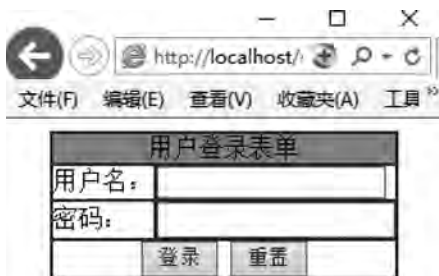 http://localhost/
文件(F) 编辑(E) 查看(V) 收藏夹(A) 工具 »
用户登录表单
用户名：
密码：
登录 重置